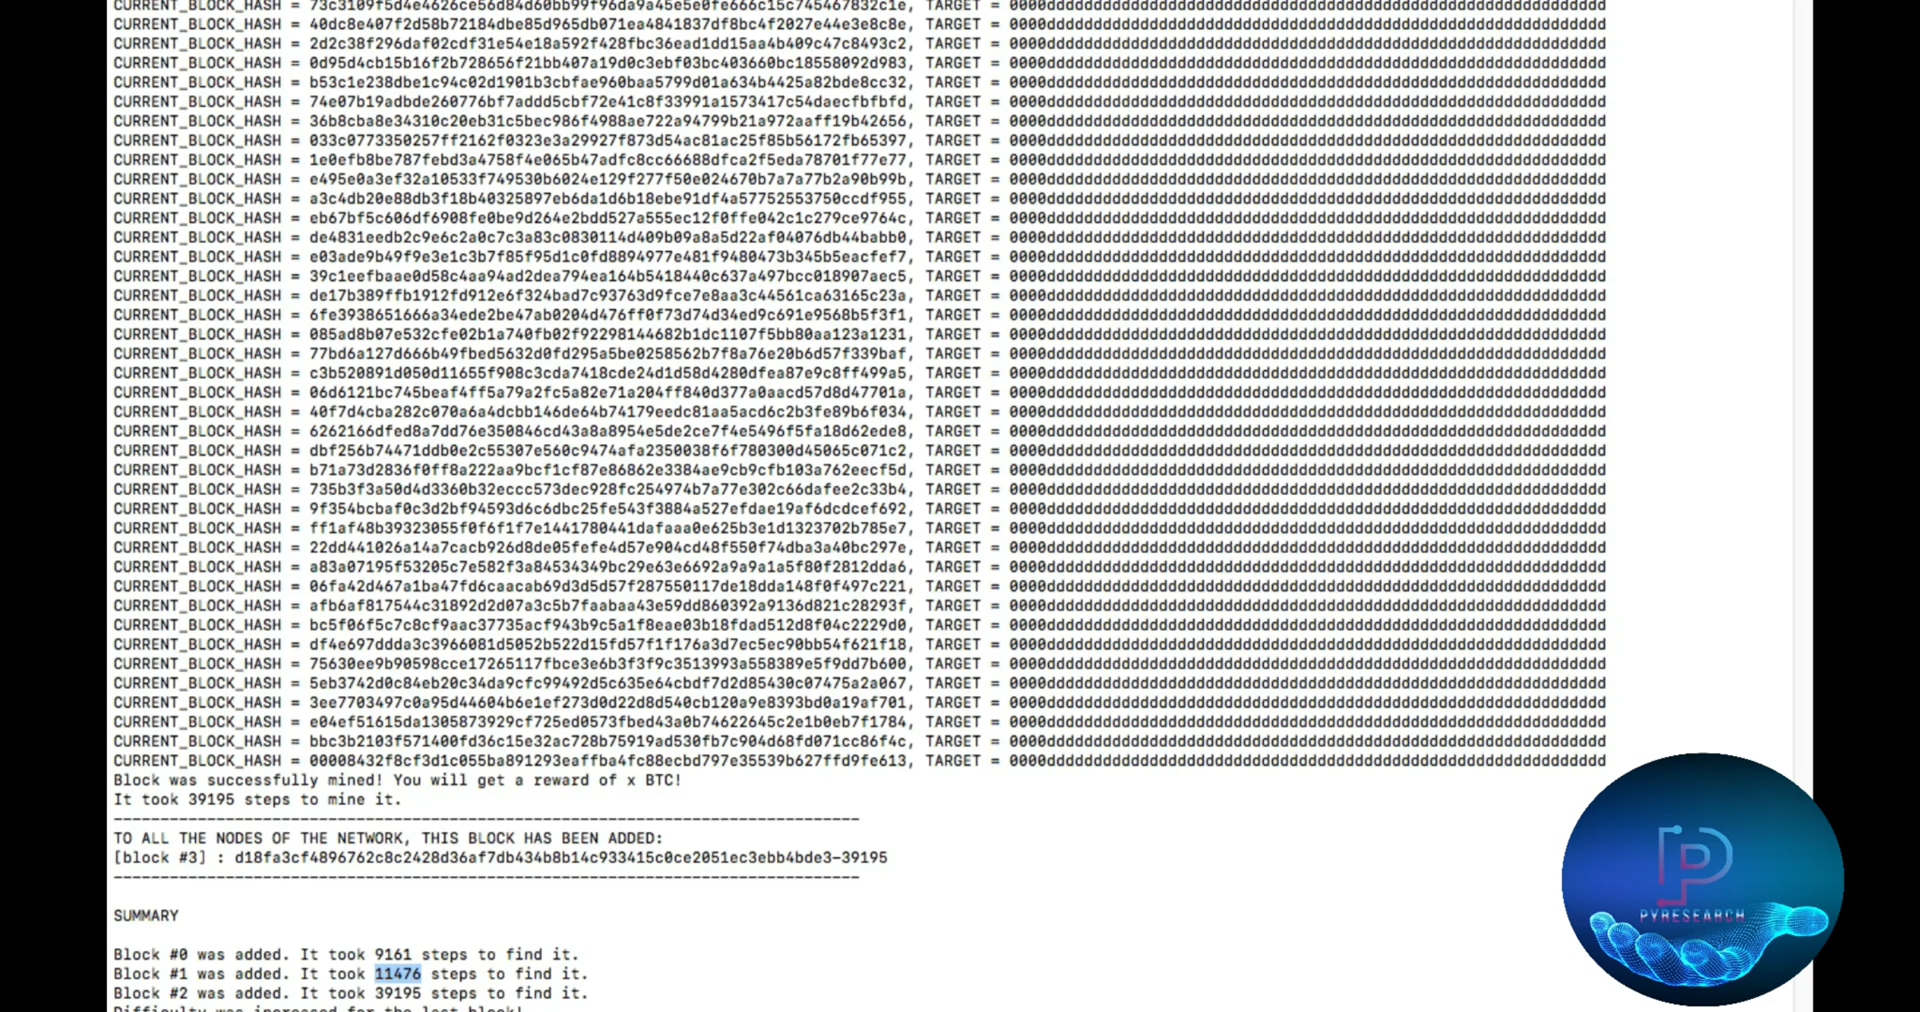 CURRENT_BLOCK_HASH = 73c3109f5d4e4626ce56d84d60bb99f96da9a45e5e0fe666c15c745467832c1e, TARGET = 0000dddddddddddddddddddddddddddddddddddddddddddddddddddddddddddd
CURRENT_BLOCK_HASH = 40dc8e407f2d58b72184dbe85d965db071ea4841837df8bc4f2027e44e3e8c8e, TARGET = 0000dddddddddddddddddddddddddddddddddddddddddddddddddddddddddddd
CURRENT_BLOCK_HASH = 2d2c38f296daf02cdf31e54e18a592f428fbc36ead1dd15aa4b409c47c8493c2, TARGET = 0000dddddddddddddddddddddddddddddddddddddddddddddddddddddddddddd
CURRENT_BLOCK_HASH = 0d95d4cb15b16f2b728656f21bb407a19d0c3ebf03bc403660bc18558092d983, TARGET = 0000dddddddddddddddddddddddddddddddddddddddddddddddddddddddddddd
CURRENT_BLOCK_HASH = b53c1e238dbe1c94c02d1901b3cbfae960baa5799d01a634b4425a82bde8cc32, TARGET = 0000dddddddddddddddddddddddddddddddddddddddddddddddddddddddddddd
CURRENT_BLOCK_HASH = 74e07b19adbde260776bf7addd5cbf72e41c8f33991a1573417c54daecfbfbfd, TARGET = 0000dddddddddddddddddddddddddddddddddddddddddddddddddddddddddddd
CURRENT_BLOCK_HASH = 36b8cba8e34310c20eb31c5bec986f4988ae722a94799b21a972aaff19b42656, TARGET = 0000dddddddddddddddddddddddddddddddddddddddddddddddddddddddddddd
CURRENT_BLOCK_HASH = 033c0773350257ff2162f0323e3a29927f873d54ac81ac25f85b56172fb65397, TARGET = 0000dddddddddddddddddddddddddddddddddddddddddddddddddddddddddddd
CURRENT_BLOCK_HASH = 1e0efb8be787febd3a4758f4e065b47adfc8cc66688dfca2f5eda78701f77e77, TARGET = 0000dddddddddddddddddddddddddddddddddddddddddddddddddddddddddddd
CURRENT_BLOCK_HASH = e495e0a3ef32a10533f749530b6024e129f277f50e024670b7a7a77b2a90b99b, TARGET = 0000dddddddddddddddddddddddddddddddddddddddddddddddddddddddddddd
CURRENT_BLOCK_HASH = a3c4db20e88db3f18b40325897eb6da1d6b18ebe91df4a57752553750ccdf955, TARGET = 0000dddddddddddddddddddddddddddddddddddddddddddddddddddddddddddd
CURRENT_BLOCK_HASH = eb67bf5c606df6908fe0be9d264e2bdd527a555ec12f0ffe042c1c279ce9764c, TARGET = 0000dddddddddddddddddddddddddddddddddddddddddddddddddddddddddddd
CURRENT_BLOCK_HASH = de4831eedb2c9e6c2a0c7c3a83c0830114d409b09a8a5d22af04076db44babb0, TARGET = 0000dddddddddddddddddddddddddddddddddddddddddddddddddddddddddddd
CURRENT_BLOCK_HASH = e03ade9b49f9e3e1c3b7f85f95d1c0fd8894977e481f9480473b345b5eacfef7, TARGET = 0000dddddddddddddddddddddddddddddddddddddddddddddddddddddddddddd
CURRENT_BLOCK_HASH = 39c1eefbaae0d58c4aa94ad2dea794ea164b5418440c637a497bcc018907aec5, TARGET = 0000dddddddddddddddddddddddddddddddddddddddddddddddddddddddddddd
CURRENT_BLOCK_HASH = de17b389ffb1912fd912e6f324bad7c93763d9fce7e8aa3c44561ca63165c23a, TARGET = 0000dddddddddddddddddddddddddddddddddddddddddddddddddddddddddddd
CURRENT_BLOCK_HASH = 6fe3938651666a34ede2be47ab0204d476ff0f73d74d34ed9c691e9568b5f3f1, TARGET = 0000dddddddddddddddddddddddddddddddddddddddddddddddddddddddddddd
CURRENT_BLOCK_HASH = 085ad8b07e532cfe02b1a740fb02f92298144682b1dc1107f5bb80aa123a1231, TARGET = 0000dddddddddddddddddddddddddddddddddddddddddddddddddddddddddddd
CURRENT_BLOCK_HASH = 77bd6a127d666b49fbed5632d0fd295a5be0258562b7f8a76e20b6d57f339baf, TARGET = 0000dddddddddddddddddddddddddddddddddddddddddddddddddddddddddddd
CURRENT_BLOCK_HASH = c3b520891d050d11655f908c3cda7418cde24d1d58d4280dfea87e9c8ff499a5, TARGET = 0000dddddddddddddddddddddddddddddddddddddddddddddddddddddddddddd
CURRENT_BLOCK_HASH = 06d6121bc745beaf4ff5a79a2fc5a82e71a204ff840d377a0aacd57d8d47701a, TARGET = 0000dddddddddddddddddddddddddddddddddddddddddddddddddddddddddddd
CURRENT_BLOCK_HASH = 40f7d4cba282c070a6a4dcbb146de64b74179eedc81aa5acd6c2b3fe89b6f034, TARGET = 0000dddddddddddddddddddddddddddddddddddddddddddddddddddddddddddd
CURRENT_BLOCK_HASH = 6262166dfed8a7dd76e350846cd43a8a8954e5de2ce7f4e5496f5fa18d62ede8, TARGET = 0000dddddddddddddddddddddddddddddddddddddddddddddddddddddddddddd
CURRENT_BLOCK_HASH = dbf256b74471ddb0e2c55307e560c9474afa2350038f6f780300d45065c071c2, TARGET = 0000dddddddddddddddddddddddddddddddddddddddddddddddddddddddddddd
CURRENT_BLOCK_HASH = b71a73d2836f0ff8a222aa9bcf1cf87e86862e3384ae9cb9cfb103a762eecf5d, TARGET = 0000dddddddddddddddddddddddddddddddddddddddddddddddddddddddddddd
CURRENT_BLOCK_HASH = 735b3f3a50d4d3360b32eccc573dec928fc254974b7a77e302c66dafee2c33b4, TARGET = 0000dddddddddddddddddddddddddddddddddddddddddddddddddddddddddddd
CURRENT_BLOCK_HASH = 9f354bcbaf0c3d2bf94593d6c6dbc25fe543f3884a527efdae19af6dcdcef692, TARGET = 0000dddddddddddddddddddddddddddddddddddddddddddddddddddddddddddd
CURRENT_BLOCK_HASH = ff1af48b39323055f0f6f1f7e1441780441dafaaa0e625b3e1d1323702b785e7, TARGET = 0000dddddddddddddddddddddddddddddddddddddddddddddddddddddddddddd
CURRENT_BLOCK_HASH = 22dd441026a14a7cacb926d8de05fefe4d57e904cd48f550f74dba3a40bc297e, TARGET = 0000dddddddddddddddddddddddddddddddddddddddddddddddddddddddddddd
CURRENT_BLOCK_HASH = a83a07195f53205c7e582f3a84534349bc29e63e6692a9a9a1a5f80f2812dda6, TARGET = 0000dddddddddddddddddddddddddddddddddddddddddddddddddddddddddddd
CURRENT_BLOCK_HASH = 06fa42d467a1ba47fd6caacab69d3d5d57f287550117de18dda148f0f497c221, TARGET = 0000dddddddddddddddddddddddddddddddddddddddddddddddddddddddddddd
CURRENT_BLOCK_HASH = afb6af817544c31892d2d07a3c5b7faabaa43e59dd860392a9136d821c28293f, TARGET = 0000dddddddddddddddddddddddddddddddddddddddddddddddddddddddddddd
CURRENT_BLOCK_HASH = bc5f06f5c7c8cf9aac37735acf943b9c5a1f8eae03b18fdad512d8f04c2229d0, TARGET = 0000dddddddddddddddddddddddddddddddddddddddddddddddddddddddddddd
CURRENT_BLOCK_HASH = df4e697ddda3c3966081d5052b522d15fd57f1f176a3d7ec5ec90bb54f621f18, TARGET = 0000dddddddddddddddddddddddddddddddddddddddddddddddddddddddddddd
CURRENT_BLOCK_HASH = 75630ee9b90598cce17265117fbce3e6b3f3f9c3513993a558389e5f9dd7b600, TARGET = 0000dddddddddddddddddddddddddddddddddddddddddddddddddddddddddddd
CURRENT_BLOCK_HASH = 5eb3742d0c84eb20c34da9cfc99492d5c635e64cbdf7d2d85430c07475a2a067, TARGET = 0000dddddddddddddddddddddddddddddddddddddddddddddddddddddddddddd
CURRENT_BLOCK_HASH = 3ee7703497c0a95d44604b6e1ef273d0d22d8d540cb120a9e8393bd0a19af701, TARGET = 0000dddddddddddddddddddddddddddddddddddddddddddddddddddddddddddd
CURRENT_BLOCK_HASH = e04ef51615da1305873929cf725ed0573fbed43a0b74622645c2e1b0eb7f1784, TARGET = 0000dddddddddddddddddddddddddddddddddddddddddddddddddddddddddddd
CURRENT_BLOCK_HASH = bbc3b2103f571400fd36c15e32ac728b75919ad530fb7c904d68fd071cc86f4c, TARGET = 0000dddddddddddddddddddddddddddddddddddddddddddddddddddddddddddd
CURRENT_BLOCK_HASH = 00008432f8cf3d1c055ba891293eaffba4fc88ecbd797e35539b627ffd9fe613, TARGET = 0000dddddddddddddddddddddddddddddddddddddddddddddddddddddddddddd
Block was successfully mined! You will get a reward of x BTC!
It took 39195 steps to mine it.
--------------------------------------------------------------------------------
TO ALL THE NODES OF THE NETWORK, THIS BLOCK HAS BEEN ADDED:
[block #3] : d18fa3cf4896762c8c2428d36af7db434b8b14c933415c0ce2051ec3ebb4bde3-39195
--------------------------------------------------------------------------------
SUMMARY
Block #0 was added. It took 9161 steps to find it.
Block #1 was added. It took 11476 steps to find it.
Block #2 was added. It took 39195 steps to find it.
Difficulty was increased for the last block!
PYRESEARCH